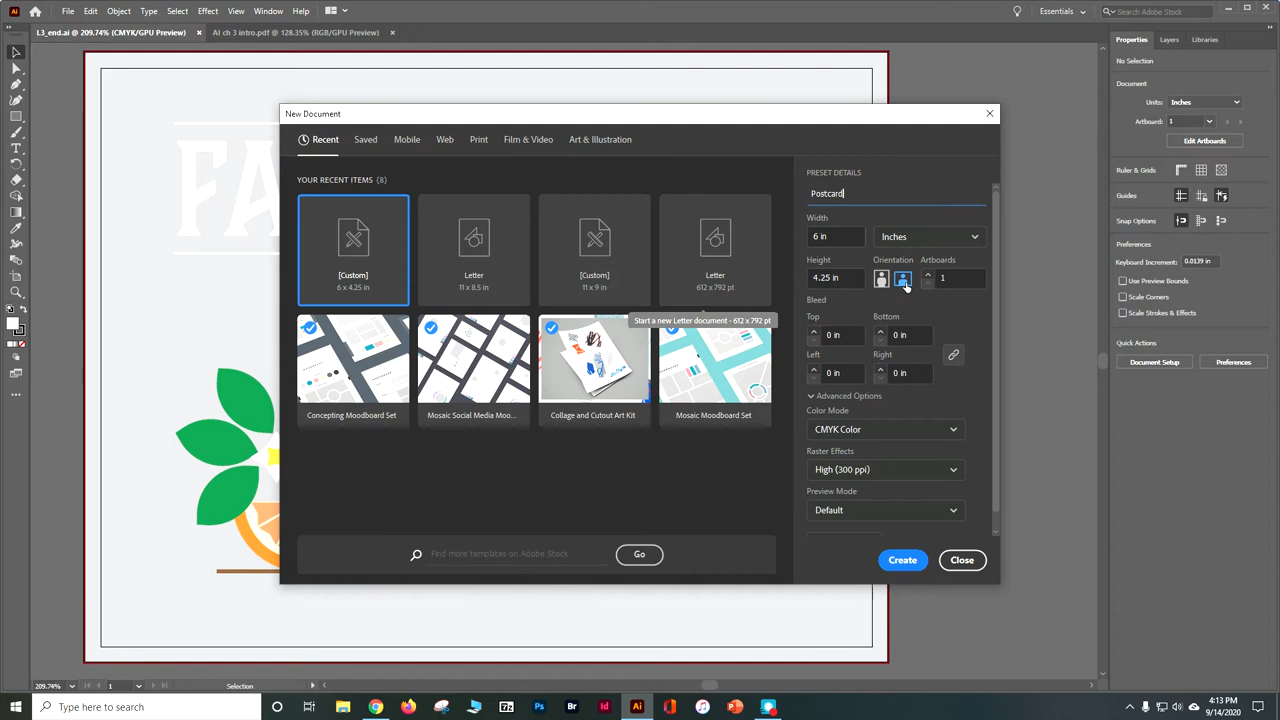 Ai
File Edit Object Type Select Effect View Window Help
Essentials
Search Adobe Stock
L3_end.ai @ 209.74% (CMYK/GPU Preview) ×
AI ch 3 intro.pdf @ 128.35% (RGB/GPU Preview) ×
Properties Layers Libraries
No Selection
Document
Units: Inches
Artboard: 1
Edit Artboards
Ruler & Grids
Guides
Snap Options
Preferences
Keyboard Increment: 0.0139 in
Use Preview Bounds
Scale Corners
Scale Strokes & Effects
Quick Actions
Document Setup
Preferences
FA
New Document
Recent Saved Mobile Web Print Film & Video Art & Illustration
YOUR RECENT ITEMS (8)
[Custom]
6 x 4.25 in
Letter
11 x 8.5 in
[Custom]
11 x 9 in
Letter
612 x 792 pt
Start a new Letter document - 612 x 792 pt
Concepting Moodboard Set
Mosaic Social Media Moo...
Collage and Cutout Art Kit
Mosaic Moodboard Set
Find more templates on Adobe Stock
Go
PRESET DETAILS
Postcard
Width
6 in
Inches
Height
Orientation
Artboards
4.25 in
1
Bleed
Top
Bottom
0 in
0 in
Left
Right
0 in
0 in
Advanced Options
Color Mode
CMYK Color
Raster Effects
High (300 ppi)
Preview Mode
Default
Create
Close
209.74%
1
Selection
Type here to search
7z
Ps
Br
Id
Ai
4:13 PM
9/14/2020